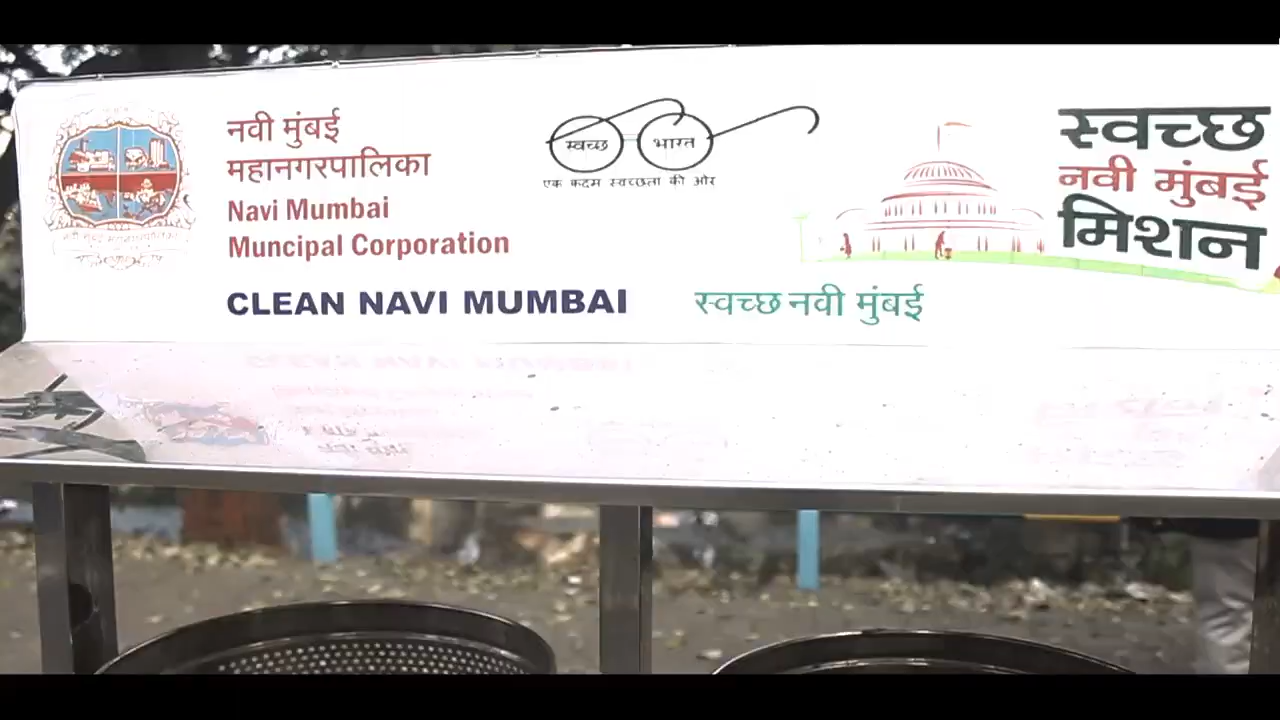 नवी मुंबई
महानगरपालिका
Navi Mumbai
Muncipal Corporation
स्वच्छ भारत
एक कदम स्वच्छता की ओर
स्वच्छ
नवी मुंबई
मिशन
CLEAN NAVI MUMBAI
स्वच्छ नवी मुंबई